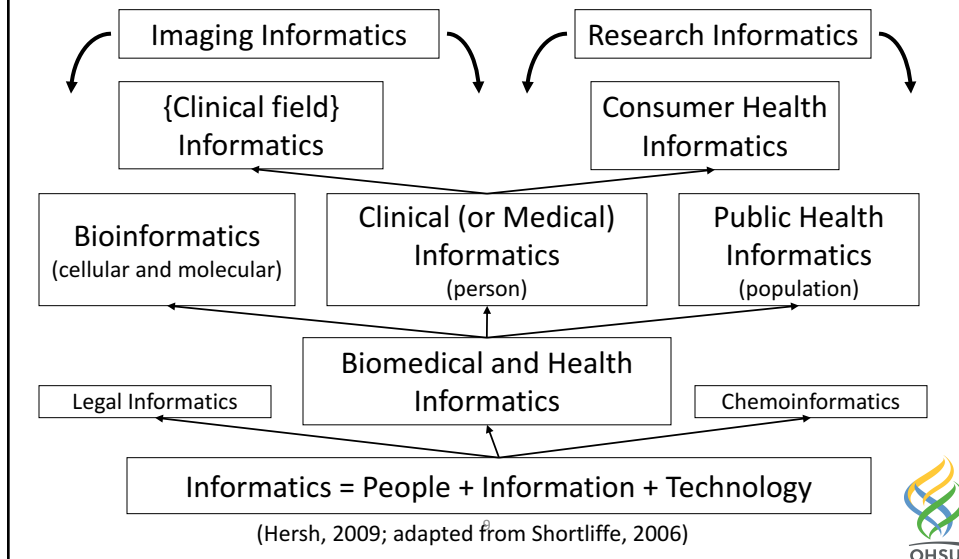 Imaging Informatics
Research Informatics
{Clinical field}
Informatics
Consumer Health
Informatics
Bioinformatics
(cellular and molecular)
Clinical (or Medical)
Informatics
(person)
Public Health
Informatics
(population)
Biomedical and Health
Informatics
Legal Informatics
Chemoinformatics
Informatics = People + Information + Technology
(Hersh, 2009; adapted from Shortliffe, 2006)
OHSU